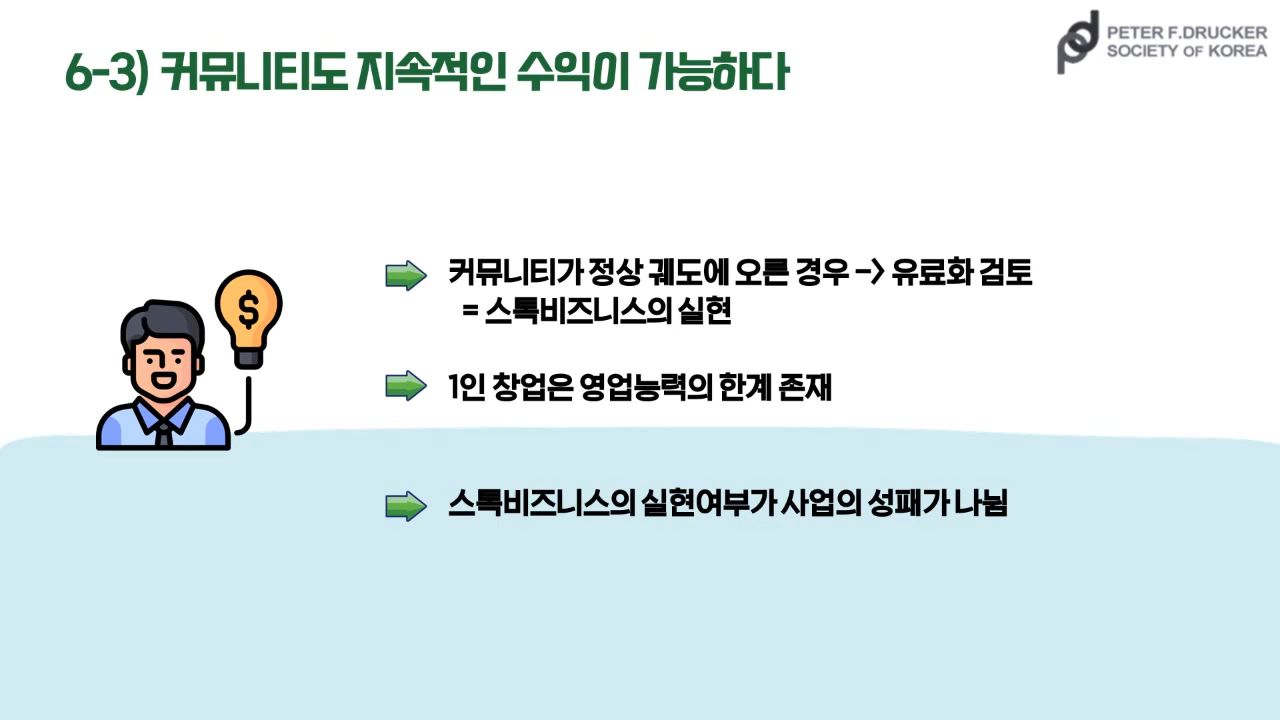 6-3) 커뮤니티도 지속적인 수익이 가능하다
PETER F.DRUCKER
SOCIETY OF KOREA
$
커뮤니티가 정상 궤도에 오른 경우 -> 유료화 검토
= 스톡비즈니스의 실현
1인 창업은 영업능력의 한계 존재
스톡비즈니스의 실현여부가 사업의 성패가 나뉨